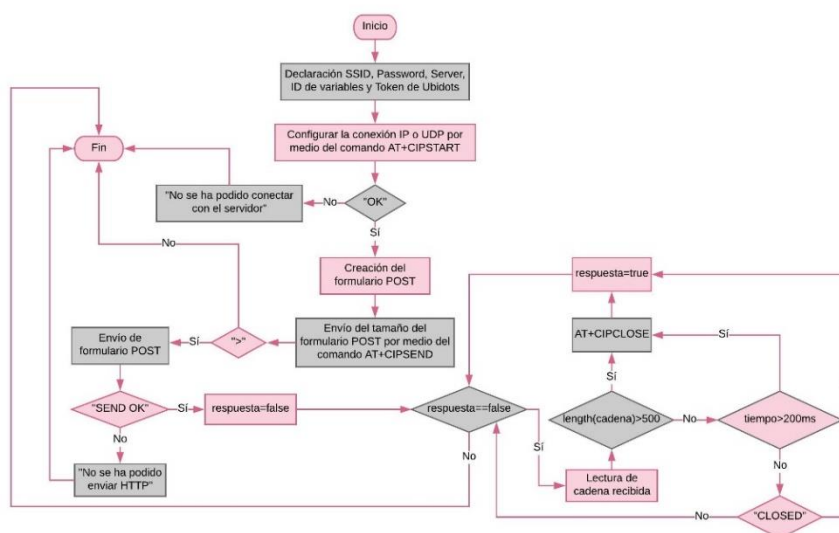 Inicio
Declaración SSID, Password, Server,
ID de variables y Token de Ubidots
Configurar la conexión IP o UDP por
medio del comando AT+CIPSTART
Fin
"No se ha podido conectar
con el servidor"
No
"OK"
Sí
No
Creación del
formulario POST
respuesta=true
Envío de
formulario POST
Sí
">"
Envío del tamaño del
formulario POST por medio del
comando AT+CIPSEND
AT+CIPCLOSE
Sí
Sí
"SEND OK"
Sí
respuesta=false
respuesta==false
length(cadena)>500
No
tiempo>200ms
No
No
Sí
No
"No se ha podido
enviar HTTP"
Lectura de
cadena recibida
No
"CLOSED"